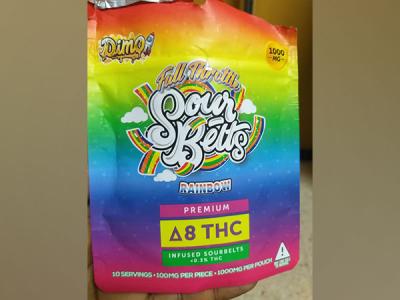 Dimo
1000
MG
Full Throttle
Sour
Belts
RAINBOW
PREMIUM
Δ8 THC
INFUSED SOURBELTS
<0.3% THC
10 SERVINGS • 100MG PER PIECE • 1000MG PER POUCH